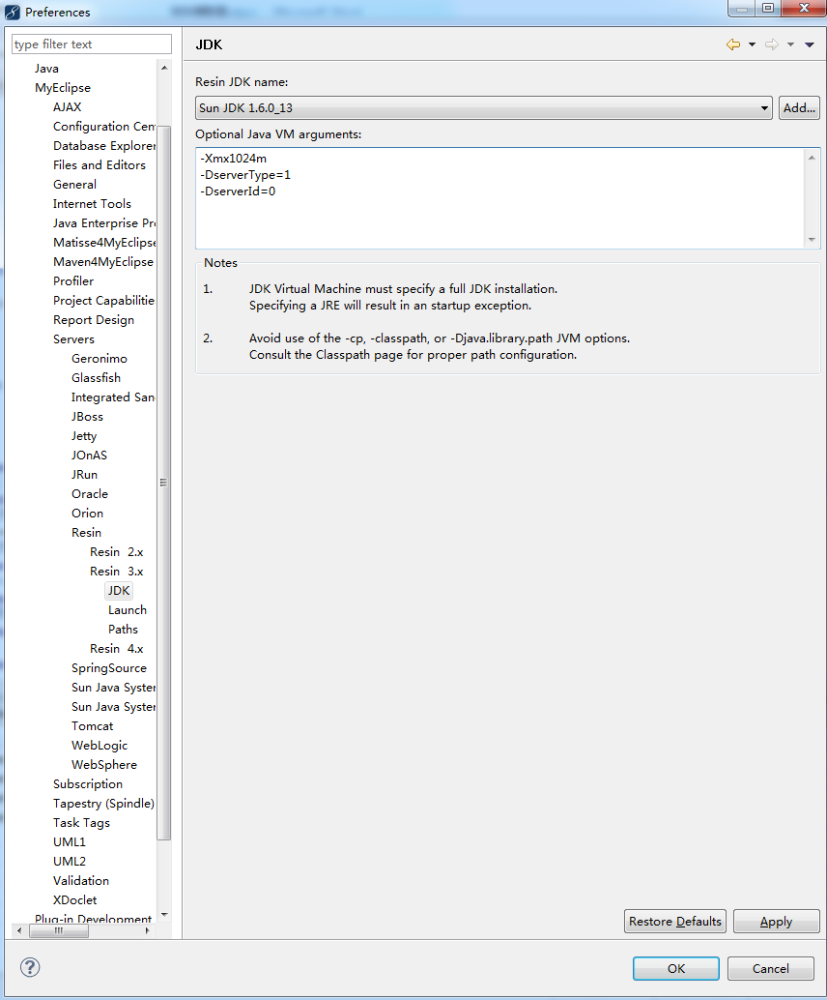 Preferences
type filter text
Java
MyEclipse
AJAX
Configuration Cen
Database Explorer
Files and Editors
General
Internet Tools
Java Enterprise Pr
Matisse4MyEclipse
Maven4MyEclipse
Profiler
Project Capabilitie
Report Design
Servers
Geronimo
Glassfish
Integrated San
JBoss
Jetty
JOnAS
JRun
Oracle
Orion
Resin
Resin 2.x
Resin 3.x
JDK
Launch
Paths
Resin 4.x
SpringSource
Sun Java System
Sun Java System
Tomcat
WebLogic
WebSphere
Subscription
Tapestry (Spindle)
Task Tags
UML1
UML2
Validation
XDoclet
Plug-in Development
JDK
Resin JDK name:
Sun JDK 1.6.0_13
Add...
Optional Java VM arguments:
-Xmx1024m
-DserverType=1
-DserverId=0
Notes
1. JDK Virtual Machine must specify a full JDK installation.
Specifying a JRE will result in an startup exception.
2. Avoid use of the -cp, -classpath, or -Djava.library.path JVM options.
Consult the Classpath page for proper path configuration.
Restore Defaults
Apply
OK
Cancel